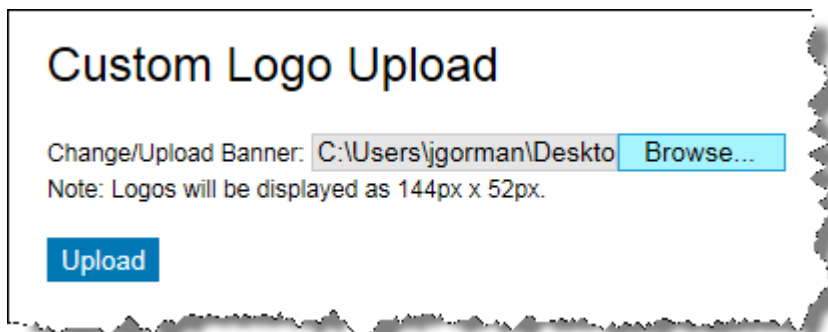 Custom Logo Upload
Change/Upload Banner: C:\Users\jgorman\Deskto Browse...
Note: Logos will be displayed as 144px x 52px.
Upload